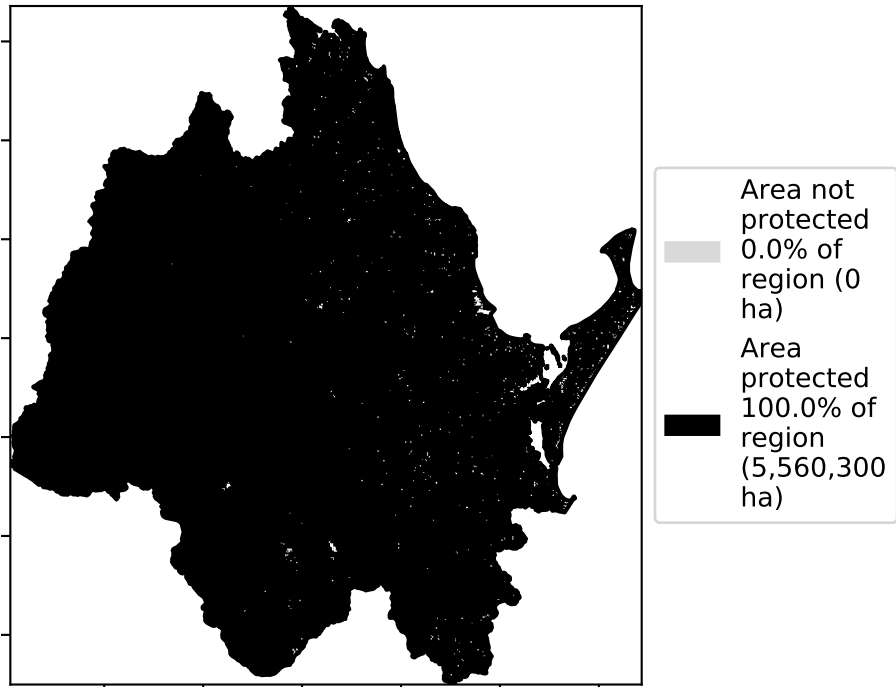 Area not
protected
0.0% of
region (0
ha)
Area
protected
100.0% of
region
(5,560,300
ha)